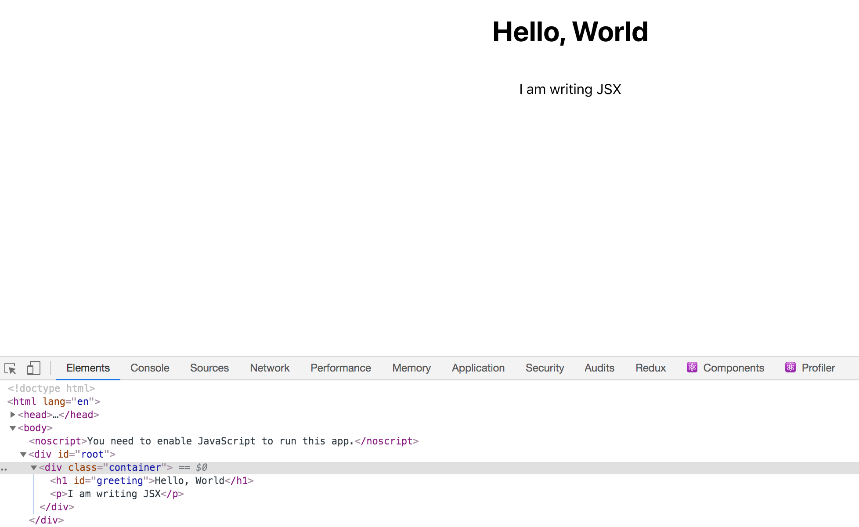 Hello, World
I am writing JSX
Elements Console Sources Network Performance Memory Application Security Audits Redux Components Profiler
<!doctype html>
<html lang="en">
<head>…</head>
<body>
<noscript>You need to enable JavaScript to run this app.</noscript>
<div id="root">
<div class="container"> == $0
<h1 id="greeting">Hello, World</h1>
<p>I am writing JSX</p>
</div>
</div>